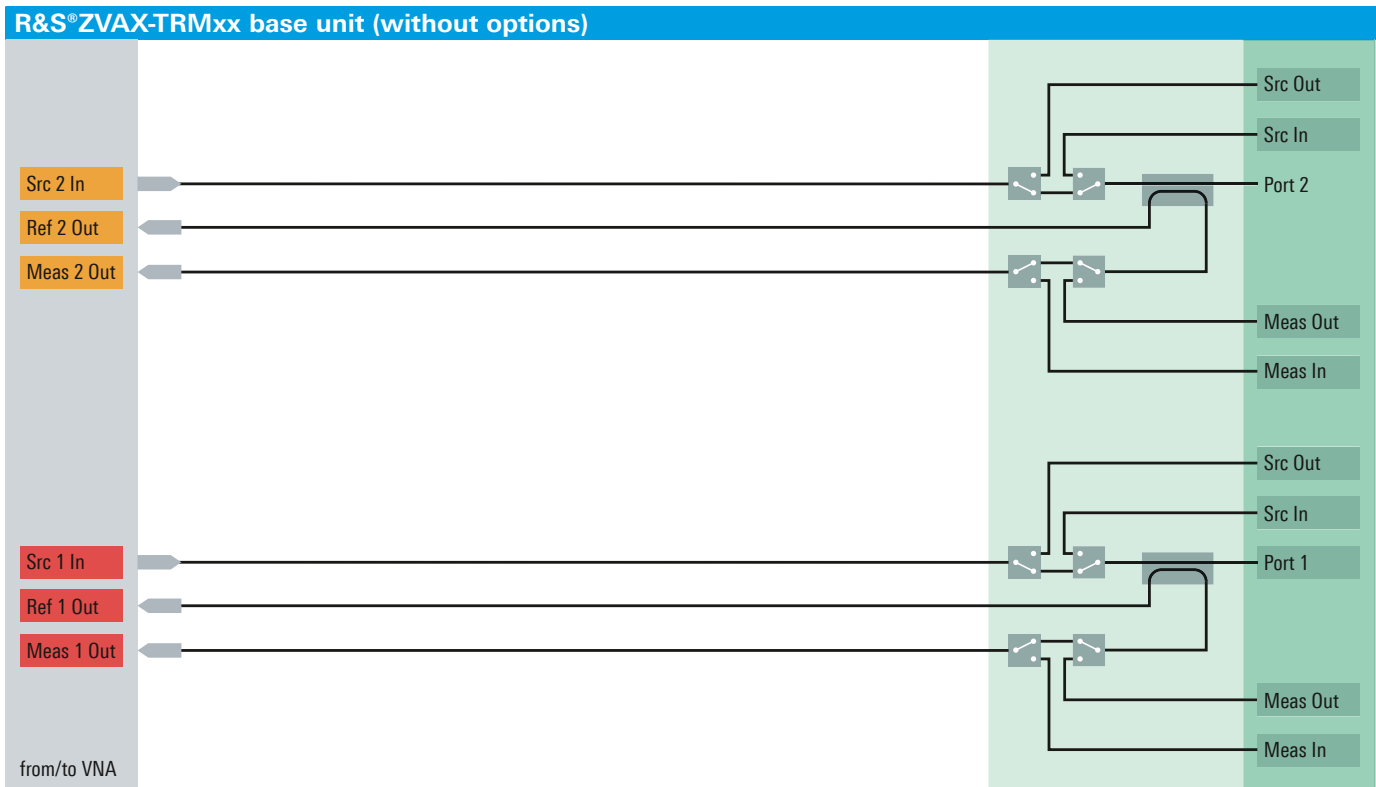 R&S®ZVAX-TRMxx base unit (without options)
Src Out
Src In
Src 2 In
Port 2
Ref 2 Out
Meas 2 Out
Meas Out
Meas In
Src Out
Src In
Src 1 In
Port 1
Ref 1 Out
Meas 1 Out
Meas Out
Meas In
from/to VNA